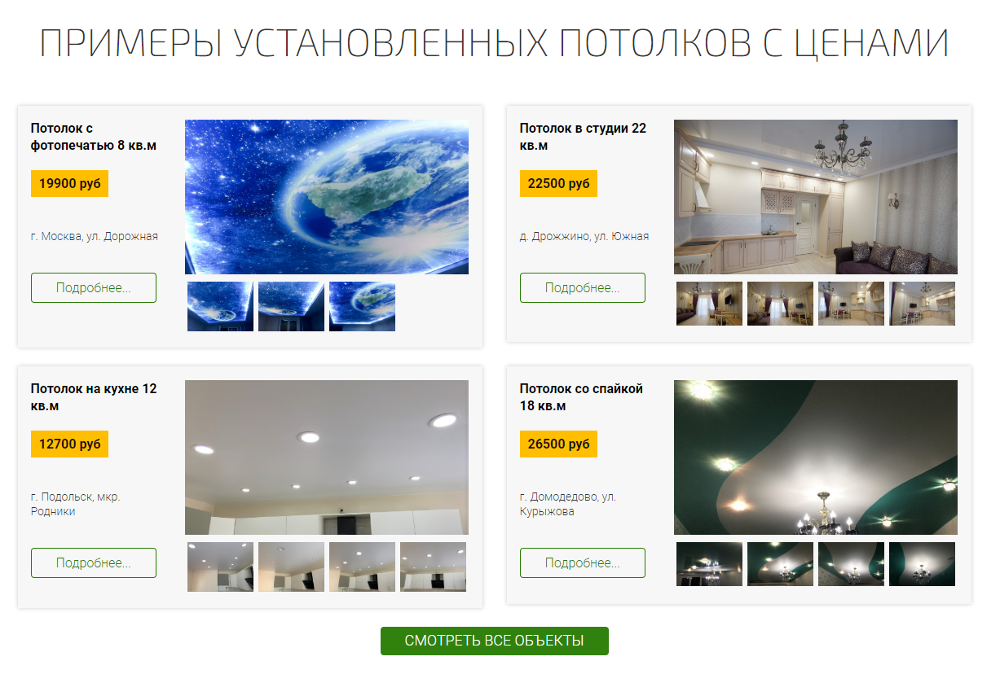 ПРИМЕРЫ УСТАНОВЛЕННЫХ ПОТОЛКОВ С ЦЕНАМИ
Потолок с
фотопечатью 8 кв.м
19900 руб
г. Москва, ул. Дорожная
Подробнее...
Потолок в студии 22
кв.м
22500 руб
д. Дрожжино, ул. Южная
Подробнее...
Потолок на кухне 12
кв.м
12700 руб
г. Подольск, мкр.
Родники
Подробнее...
Потолок со спайкой
18 кв.м
26500 руб
г. Домодедово, ул.
Курыжова
Подробнее...
СМОТРЕТЬ ВСЕ ОБЪЕКТЫ